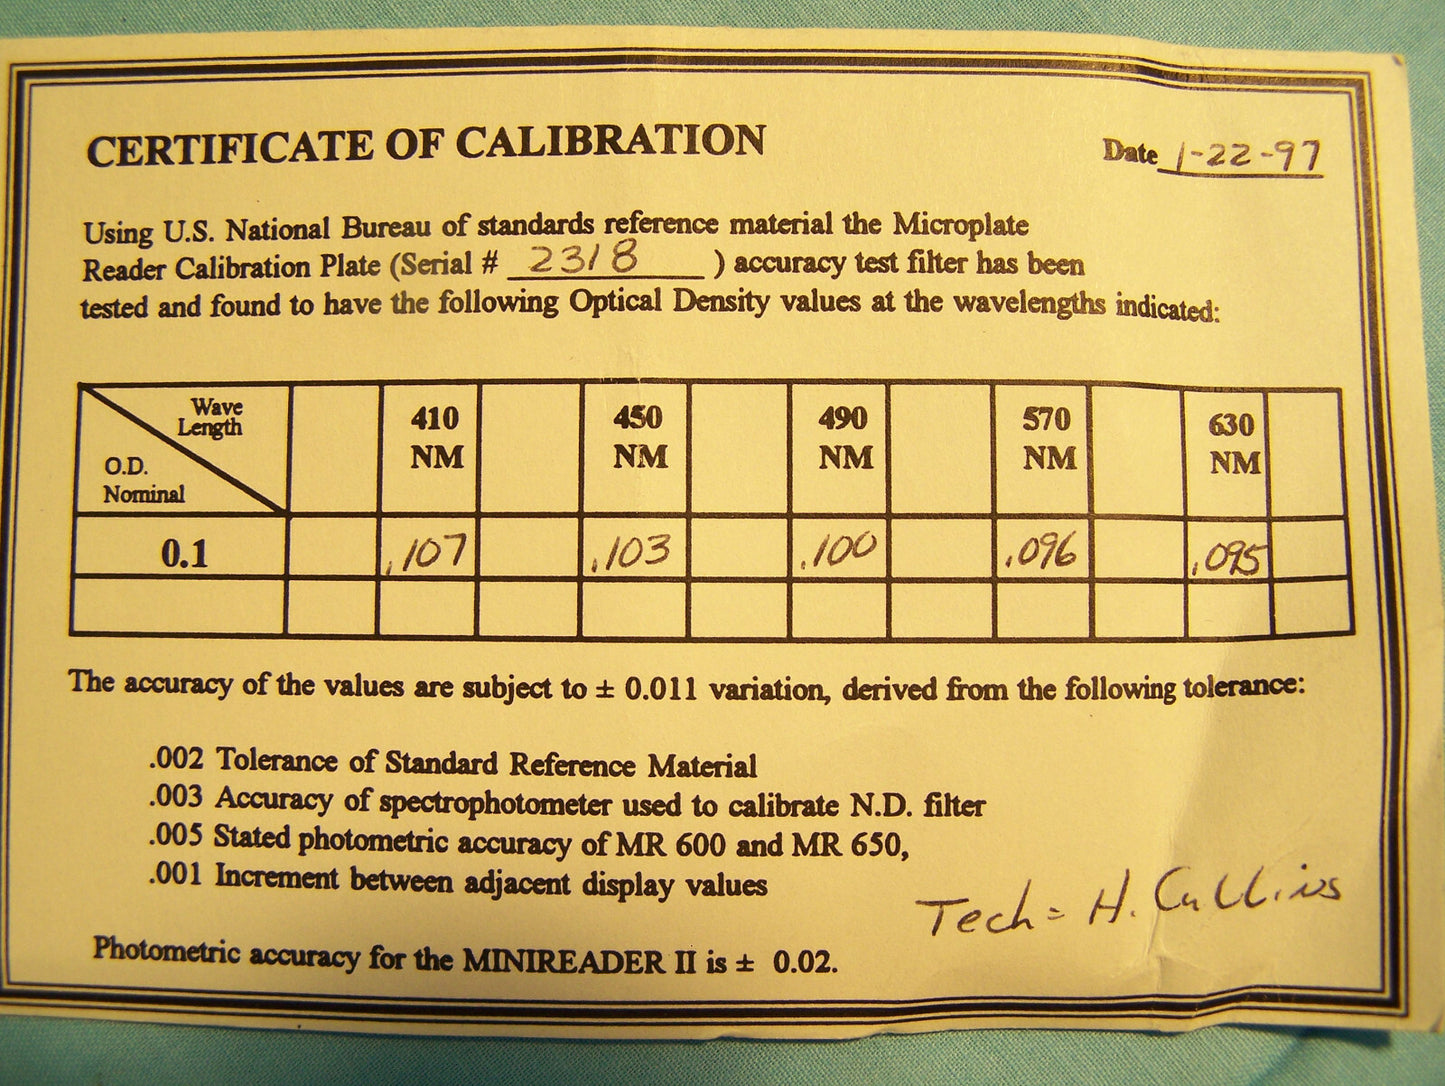 CERTIFICATE OF CALIBRATION
Date 1-22-97
Using U.S. National Bureau of standards reference material the Microplate
Reader Calibration Plate (Serial # 2318 ) accuracy test filter has been
tested and found to have the following Optical Density values at the wavelengths indicated:
Wave
Length
O.D.
Nominal
410 NM
450 NM
490 NM
570 NM
630 NM
0.1 .107 .103 .100 .096 .095
The accuracy of the values are subject to ± 0.011 variation, derived from the following tolerance:
.002 Tolerance of Standard Reference Material
.003 Accuracy of spectrophotometer used to calibrate N.D. filter
.005 Stated photometric accuracy of MR 600 and MR 650,
.001 Increment between adjacent display values
Tech = H. Cullins
Photometric accuracy for the MINIREADER II is ± 0.02.